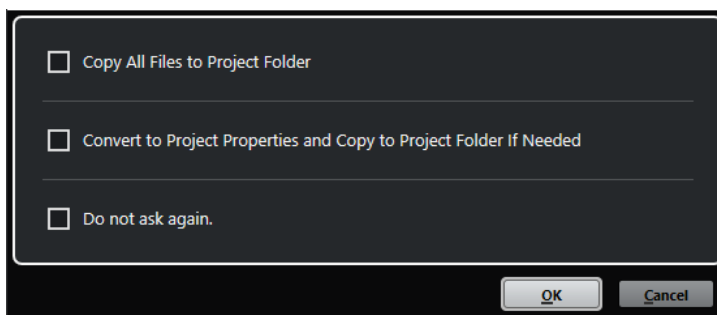 Copy All Files to Project Folder
Convert to Project Properties and Copy to Project Folder If Needed
Do not ask again.
OK
Cancel